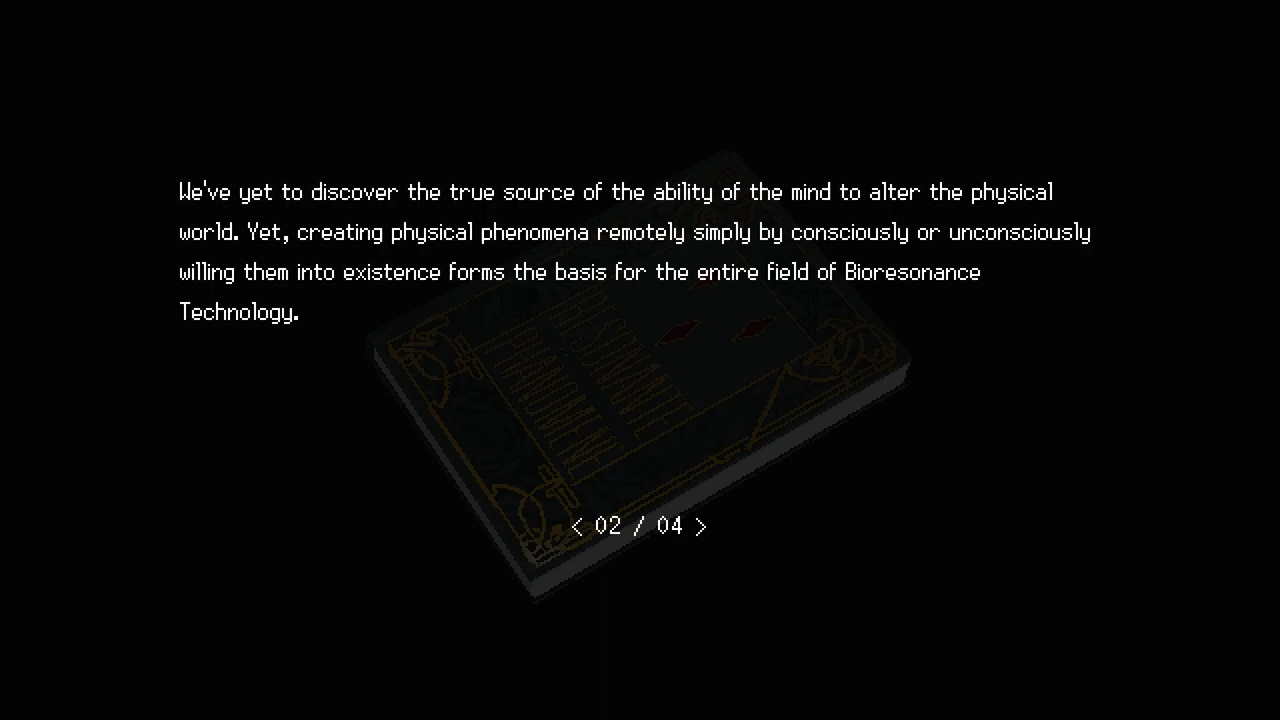 We've yet to discover the true source of the ability of the mind to alter the physical
world. Yet, creating physical phenomena remotely simply by consciously or unconsciously
willing them into existence forms the basis for the entire field of Bioresonance
Technology.
RESONANTE
PHÄNOMENE
< 02 / 04 >